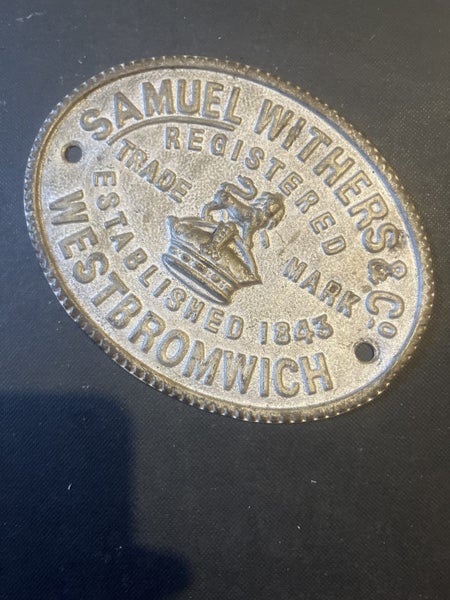 SAMUEL WITHERS & Co.
REGISTERED
TRADE MARK
ESTABLISHED 1843
WESTBROMWICH